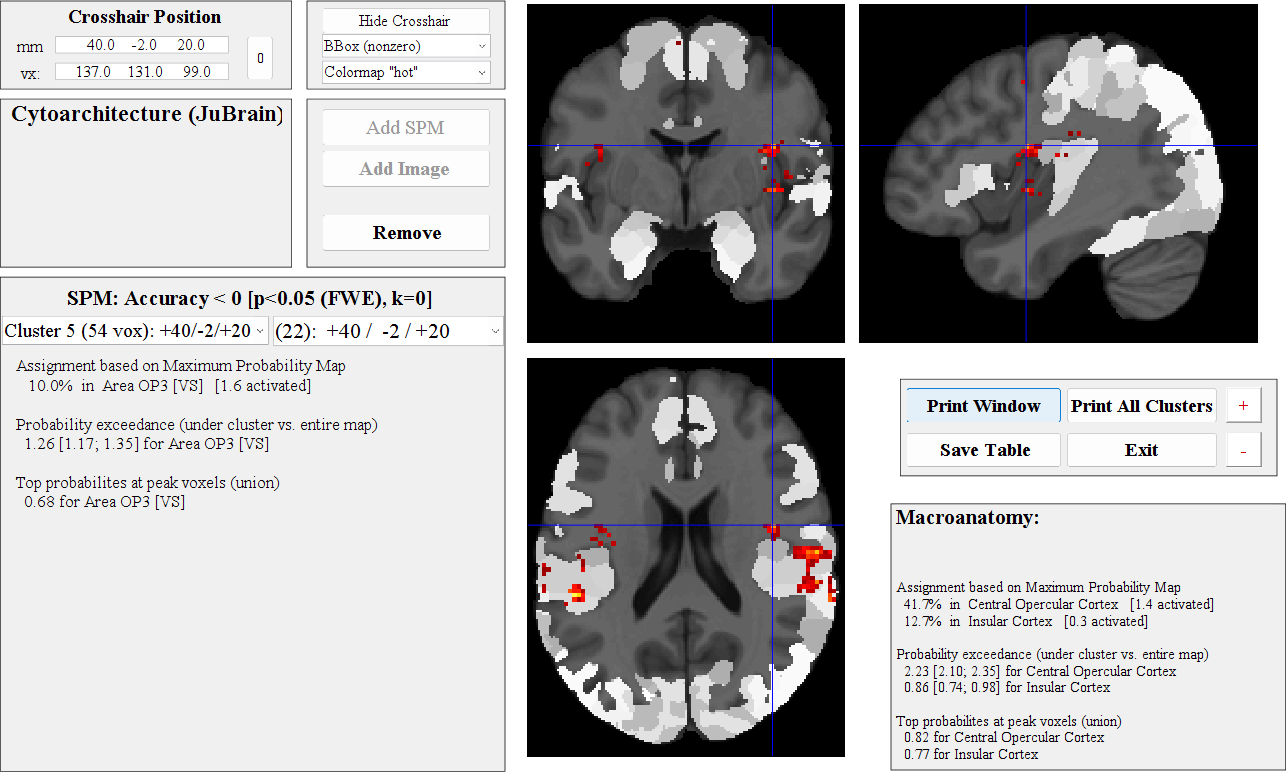 Crosshair Position
mm 40.0 -2.0 20.0
vx: 137.0 131.0 99.0
0
Hide Crosshair
BBox (nonzero)
Colormap "hot"
Cytoarchitecture (JuBrain)
Add SPM
Add Image
Remove
SPM: Accuracy < 0 [p<0.05 (FWE), k=0]
Cluster 5 (54 vox): +40/-2/+20
(22): +40 / -2 / +20
Assignment based on Maximum Probability Map
10.0% in Area OP3 [VS] [1.6 activated]
Probability exceedance (under cluster vs. entire map)
1.26 [1.17; 1.35] for Area OP3 [VS]
Top probabilites at peak voxels (union)
0.68 for Area OP3 [VS]
Print Window
Print All Clusters
+
Save Table
Exit
-
Macroanatomy:
Assignment based on Maximum Probability Map
41.7% in Central Opercular Cortex [1.4 activated]
12.7% in Insular Cortex [0.3 activated]
Probability exceedance (under cluster vs. entire map)
2.23 [2.10; 2.35] for Central Opercular Cortex
0.86 [0.74; 0.98] for Insular Cortex
Top probabilites at peak voxels (union)
0.82 for Central Opercular Cortex
0.77 for Insular Cortex